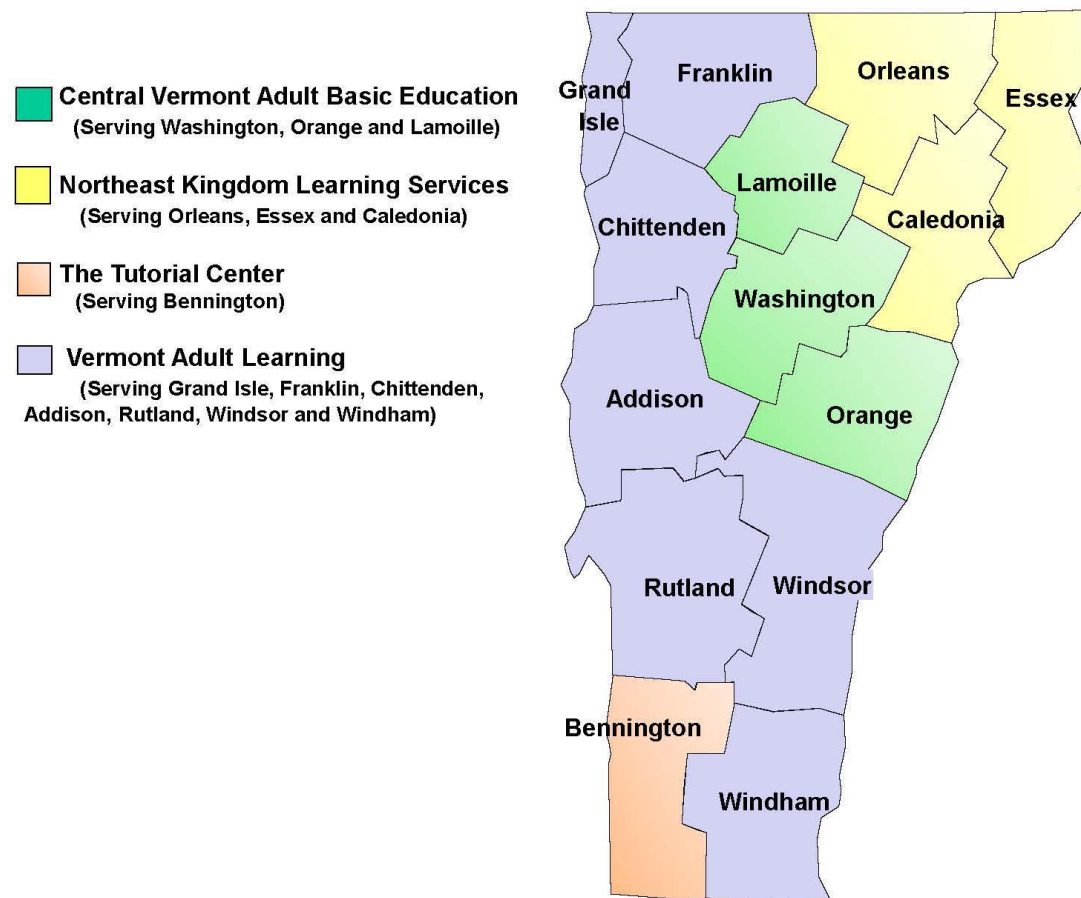 Central Vermont Adult Basic Education
(Serving Washington, Orange and Lamoille)
Northeast Kingdom Learning Services
(Serving Orleans, Essex and Caledonia)
The Tutorial Center
(Serving Bennington)
Vermont Adult Learning
(Serving Grand Isle, Franklin, Chittenden,
Addison, Rutland, Windsor and Windham)
Grand
Isle
Franklin
Orleans
Essex
Lamoille
Chittenden
Caledonia
Washington
Addison
Orange
Rutland
Windsor
Bennington
Windham